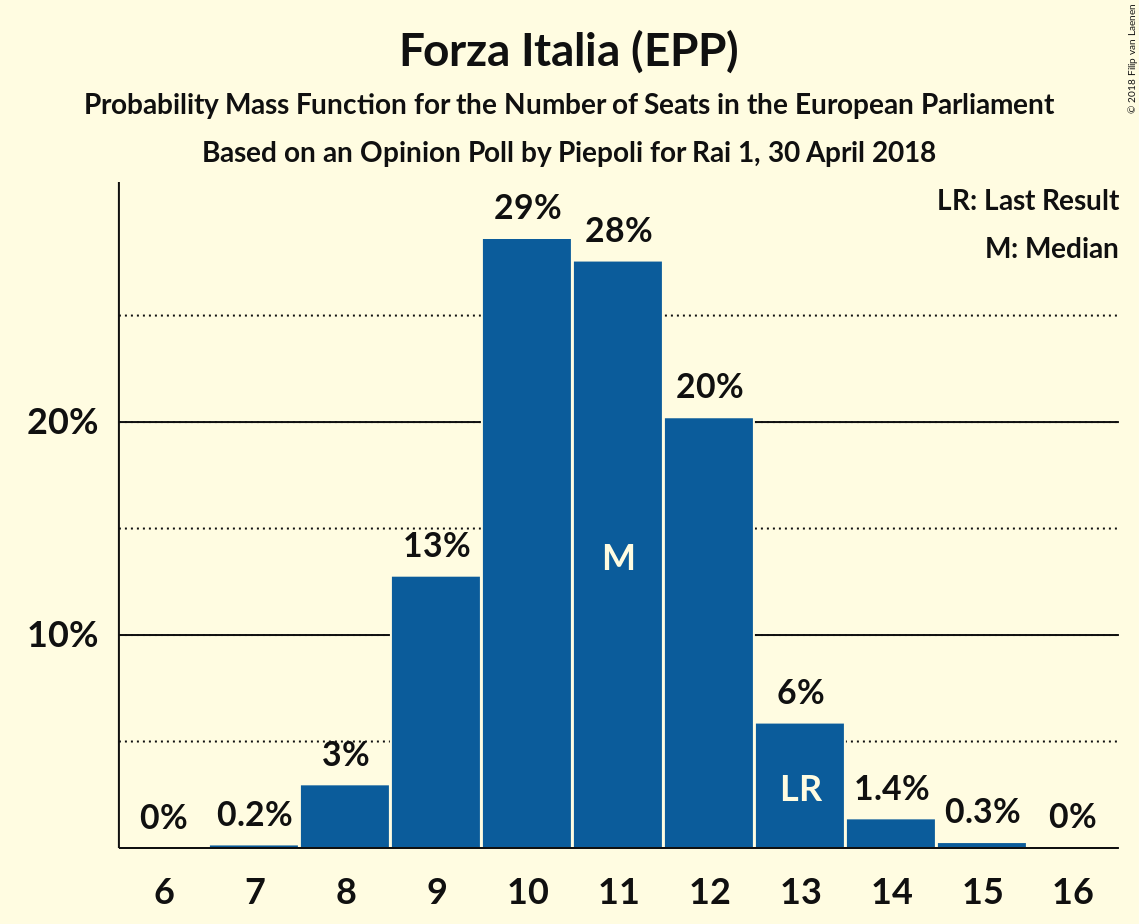 Forza Italia (EPP)
Probability Mass Function for the Number of Seats in the European Parliament
Based on an Opinion Poll by Piepoli for Rai 1, 30 April 2018
© 2018 Filip van Laenen
LR: Last Result
M: Median
29%
28%
20%
20%
13%
M
10%
6%
3%
LR
1.4%
0%
0.2%
0.3%
0%
6 7 8 9 10 11 12 13 14 15 16